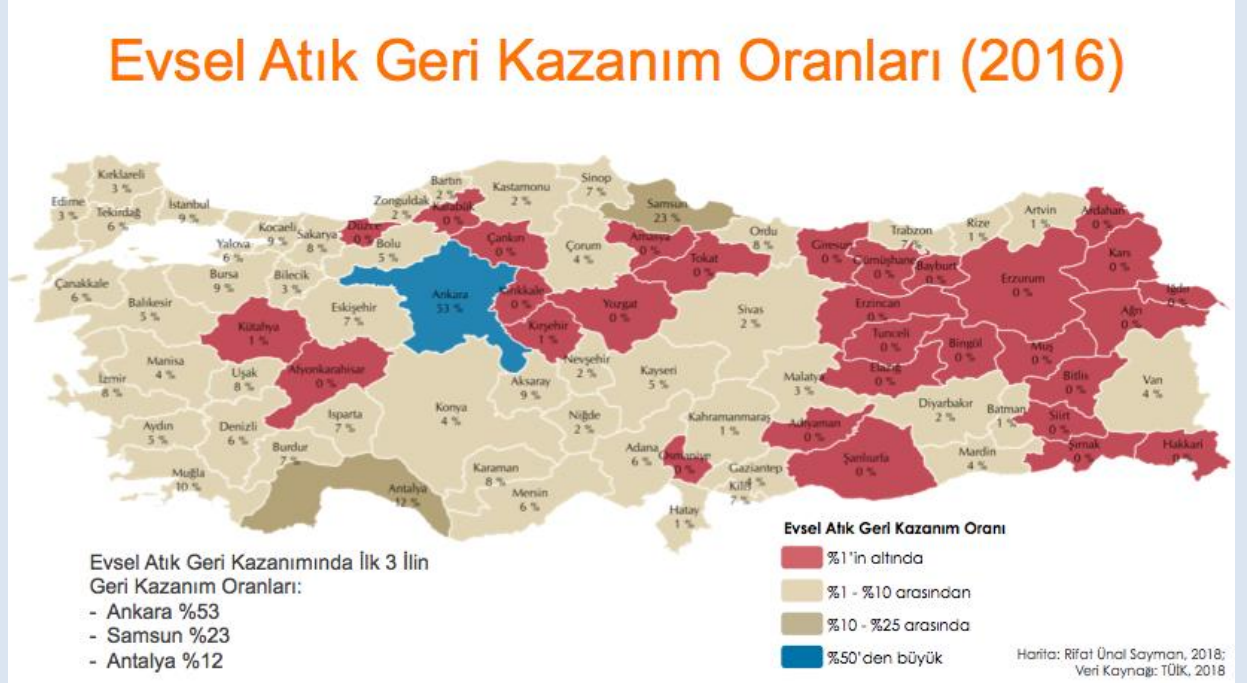 Evsel Atık Geri Kazanım Oranları (2016)
Kırklareli
3 %
Edirne
3 %
Tekirdağ
6 %
İstanbul
9 %
Kocaeli
9 %
Yalova
6 %
Sakarya
8 %
Düzce
0 %
Zonguldak
2 %
Bartın
2 %
Karabük
0 %
Kastamonu
2 %
Sinop
7 %
Samsun
23 %
Bolu
5 %
Çankırı
0 %
Çorum
4 %
Amasya
0 %
Tokat
0 %
Ordu
8 %
Giresun
0 %
Trabzon
7 %
Gümüşhane
0 %
Bayburt
0 %
Rize
1 %
Artvin
1 %
Ardahan
0 %
Kars
0 %
Iğdır
0 %
Ağrı
0 %
Erzurum
0 %
Erzincan
0 %
Çanakkale
6 %
Bursa
9 %
Bilecik
3 %
Balıkesir
5 %
Eskişehir
7 %
Ankara
53 %
Kırıkkale
0 %
Kırşehir
1 %
Yozgat
0 %
Sivas
2 %
Kütahya
1 %
Manisa
4 %
İzmir
8 %
Uşak
8 %
Afyonkarahisar
0 %
Nevşehir
2 %
Aksaray
9 %
Kayseri
5 %
Malatya
3 %
Tunceli
0 %
Elazığ
0 %
Bingöl
0 %
Muş
0 %
Bitlis
0 %
Van
4 %
Aydın
5 %
Denizli
6 %
Isparta
7 %
Burdur
7 %
Konya
4 %
Niğde
2 %
Kahramanmaraş
1 %
Adıyaman
0 %
Diyarbakır
2 %
Batman
1 %
Siirt
0 %
Şırnak
0 %
Hakkari
0 %
Muğla
10 %
Antalya
12 %
Karaman
8 %
Mersin
6 %
Adana
6 %
Osmaniye
0 %
Gaziantep
Kilis
7 %
Hatay
1 %
Şanlıurfa
0 %
Mardin
4 %
Evsel Atık Geri Kazanımında İlk 3 İlin
Geri Kazanım Oranları:
- Ankara %53
- Samsun %23
- Antalya %12
Evsel Atık Geri Kazanım Oranı
%1'in altında
%1 - %10 arasından
%10 - %25 arasında
%50'den büyük
Harita: Rifat Ünal Sayman, 2018;
Veri Kaynağı: TÜİK, 2018